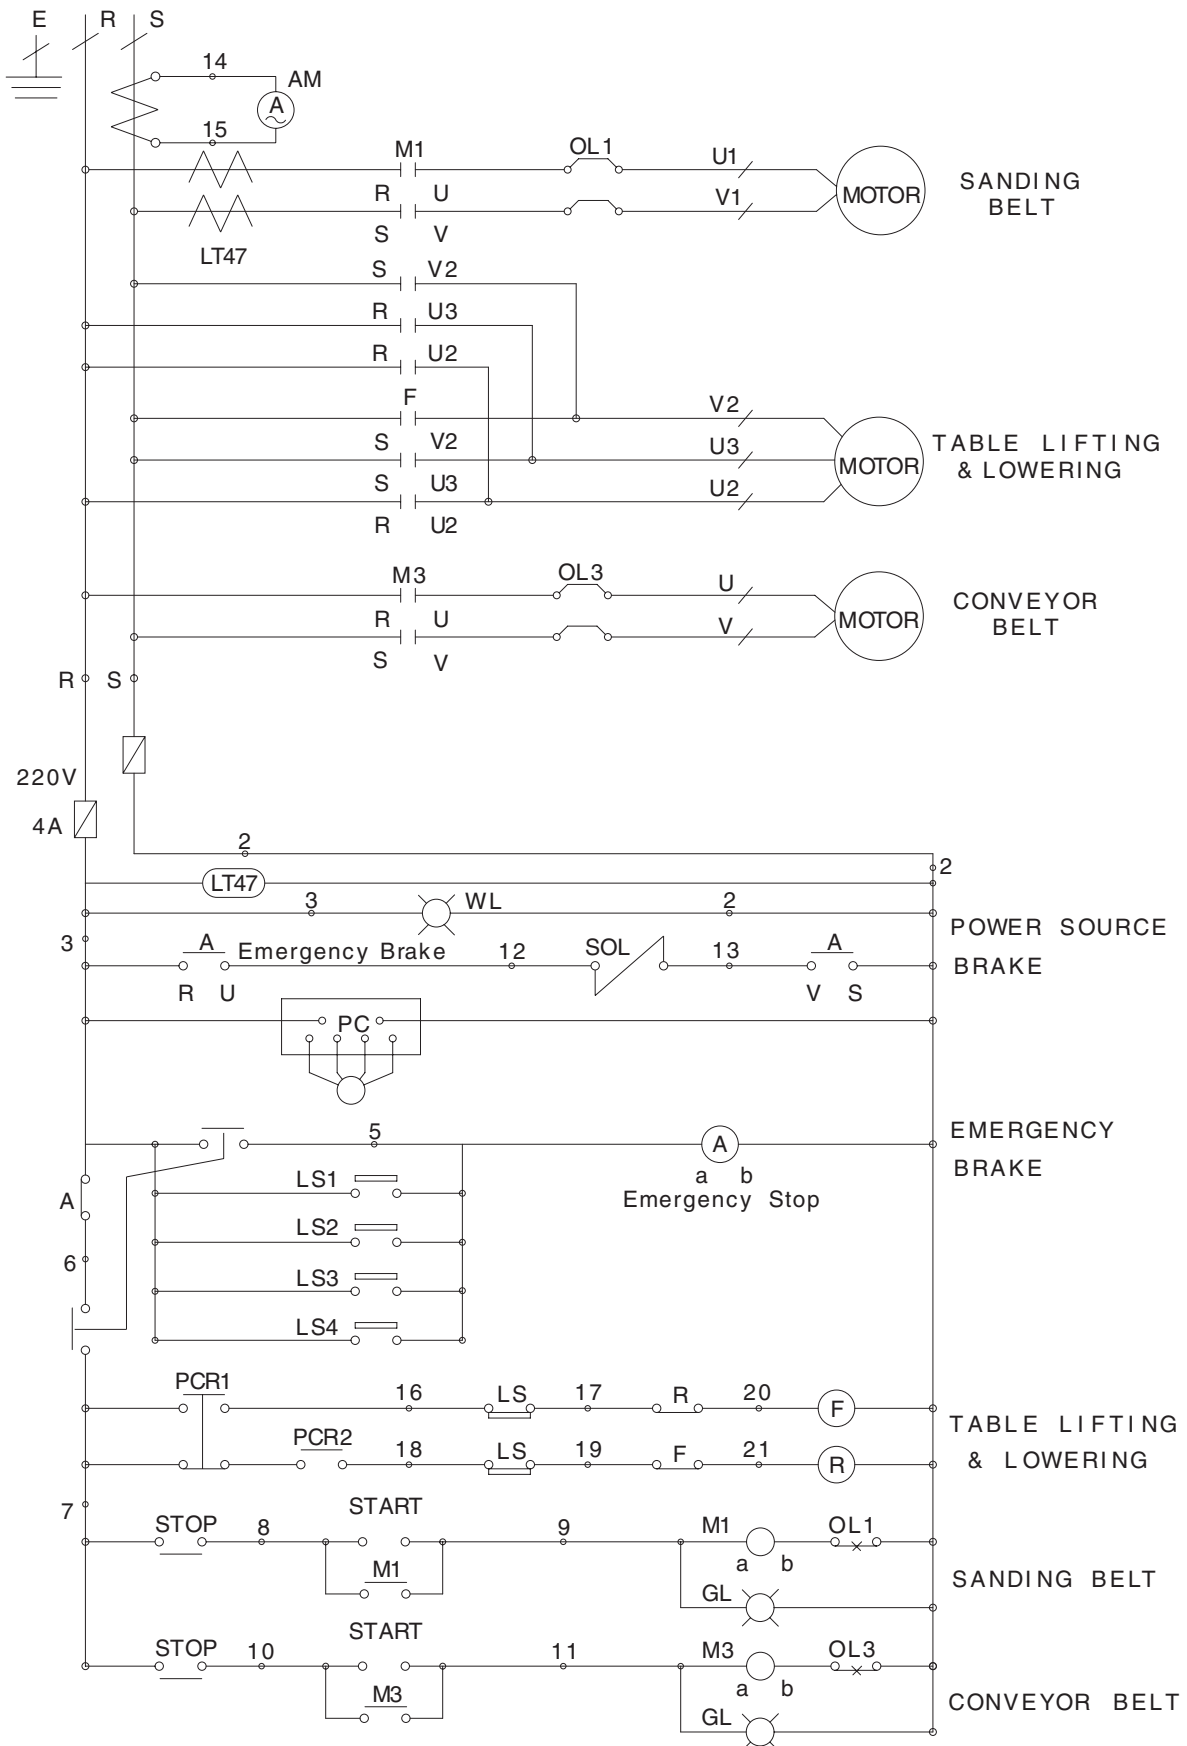 E R S
14
AM
A
15
M1 OL1 U1
R U
MOTOR
SANDING
BELT
V1
S V
LT47
S V2
R U3
R U2
F V2
S V2
U3
MOTOR
TABLE LIFTING
& LOWERING
S U3
U2
R U2
M3 OL3 U
R U
MOTOR
CONVEYOR
BELT
V
S V
R S
220V
4A
2
2
LT47
3 WL 2
POWER SOURCE
3
A Emergency Brake 12 SOL 13 A
BRAKE
R U V S
PC
5
A
EMERGENCY
BRAKE
a b
Emergency Stop
LS1
A
LS2
6
LS3
LS4
PCR1 16 LS 17 R 20
F
TABLE LIFTING
& LOWERING
PCR2 18 LS 19 F 21
R
7
START
STOP 8 9 M1 OL1
a b
M1
SANDING BELT
GL
START
STOP 10 11 M3 OL3
a b
M3
CONVEYOR BELT
GL